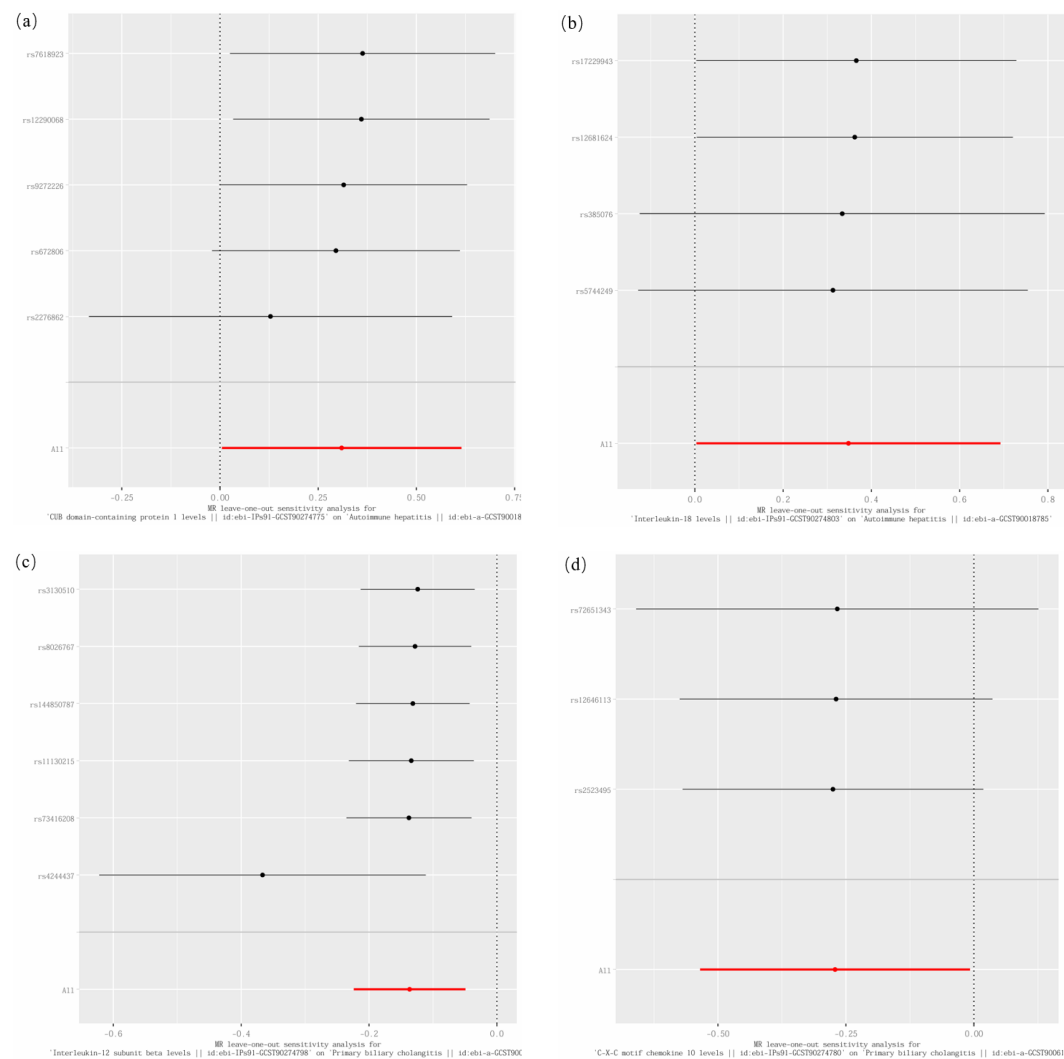 (a)
rs7618923
rs12290068
rs9272226
rs672806
rs2276862
All
-0.25 0.00 0.25 0.50 0.75
MR leave-one-out sensitivity analysis for
'CUB domain-containing protein 1 levels || id:ebi-IPs91-GCST90274775' on 'Autoimmune hepatitis || id:ebi-a-GCST90018
(b)
rs17229943
rs12681624
rs385076
rs5744249
All
0.0 0.2 0.4 0.6 0.8
MR leave-one-out sensitivity analysis for
'Interleukin-18 levels || id:ebi-IPs91-GCST90274803' on 'Autoimmune hepatitis || id:ebi-a-GCST90018785'
(c)
rs3130510
rs8026767
rs144850787
rs11130215
rs73416208
rs4244437
All
-0.6 -0.4 -0.2 0.0
MR leave-one-out sensitivity analysis for
'Interleukin-12 subunit beta levels || id:ebi-IPs91-GCST90274798' on 'Primary biliary cholangitis || id:ebi-a-GCST90
(d)
rs72651343
rs12646113
rs2523495
All
-0.50 -0.25 0.00
MR leave-one-out sensitivity analysis for
'C-X-C motif chemokine 10 levels || id:ebi-IPs91-GCST90274780' on 'Primary biliary cholangitis || id:ebi-a-GCST9006